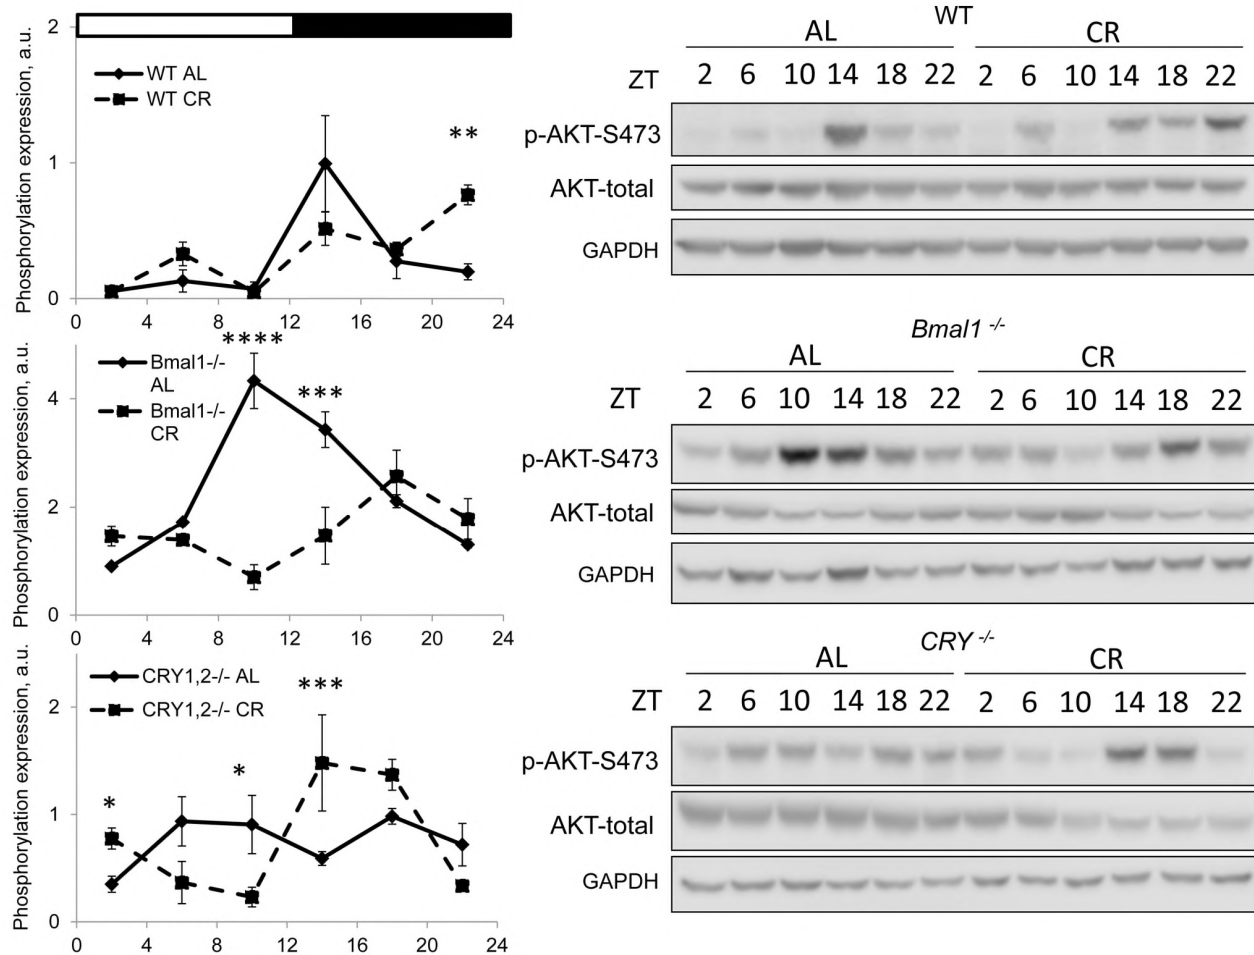 Phosphorylation expression, a.u.
2
1
0
WT AL
WT CR
**
0 4 8 12 16 20 24
Phosphorylation expression, a.u.
4
2
0
Bmal1-/-
AL
Bmal1-/-
CR
****
***
0 4 8 12 16 20 24
Phosphorylation expression, a.u.
2
1
0
CRY1,2-/- AL
CRY1,2-/- CR
*
*
***
0 4 8 12 16 20 24
WT
AL CR
ZT 2 6 10 14 18 22 2 6 10 14 18 22
p-AKT-S473
AKT-total
GAPDH
Bmal1 -/-
AL CR
ZT 2 6 10 14 18 22 2 6 10 14 18 22
p-AKT-S473
AKT-total
GAPDH
CRY -/-
AL CR
ZT 2 6 10 14 18 22 2 6 10 14 18 22
p-AKT-S473
AKT-total
GAPDH